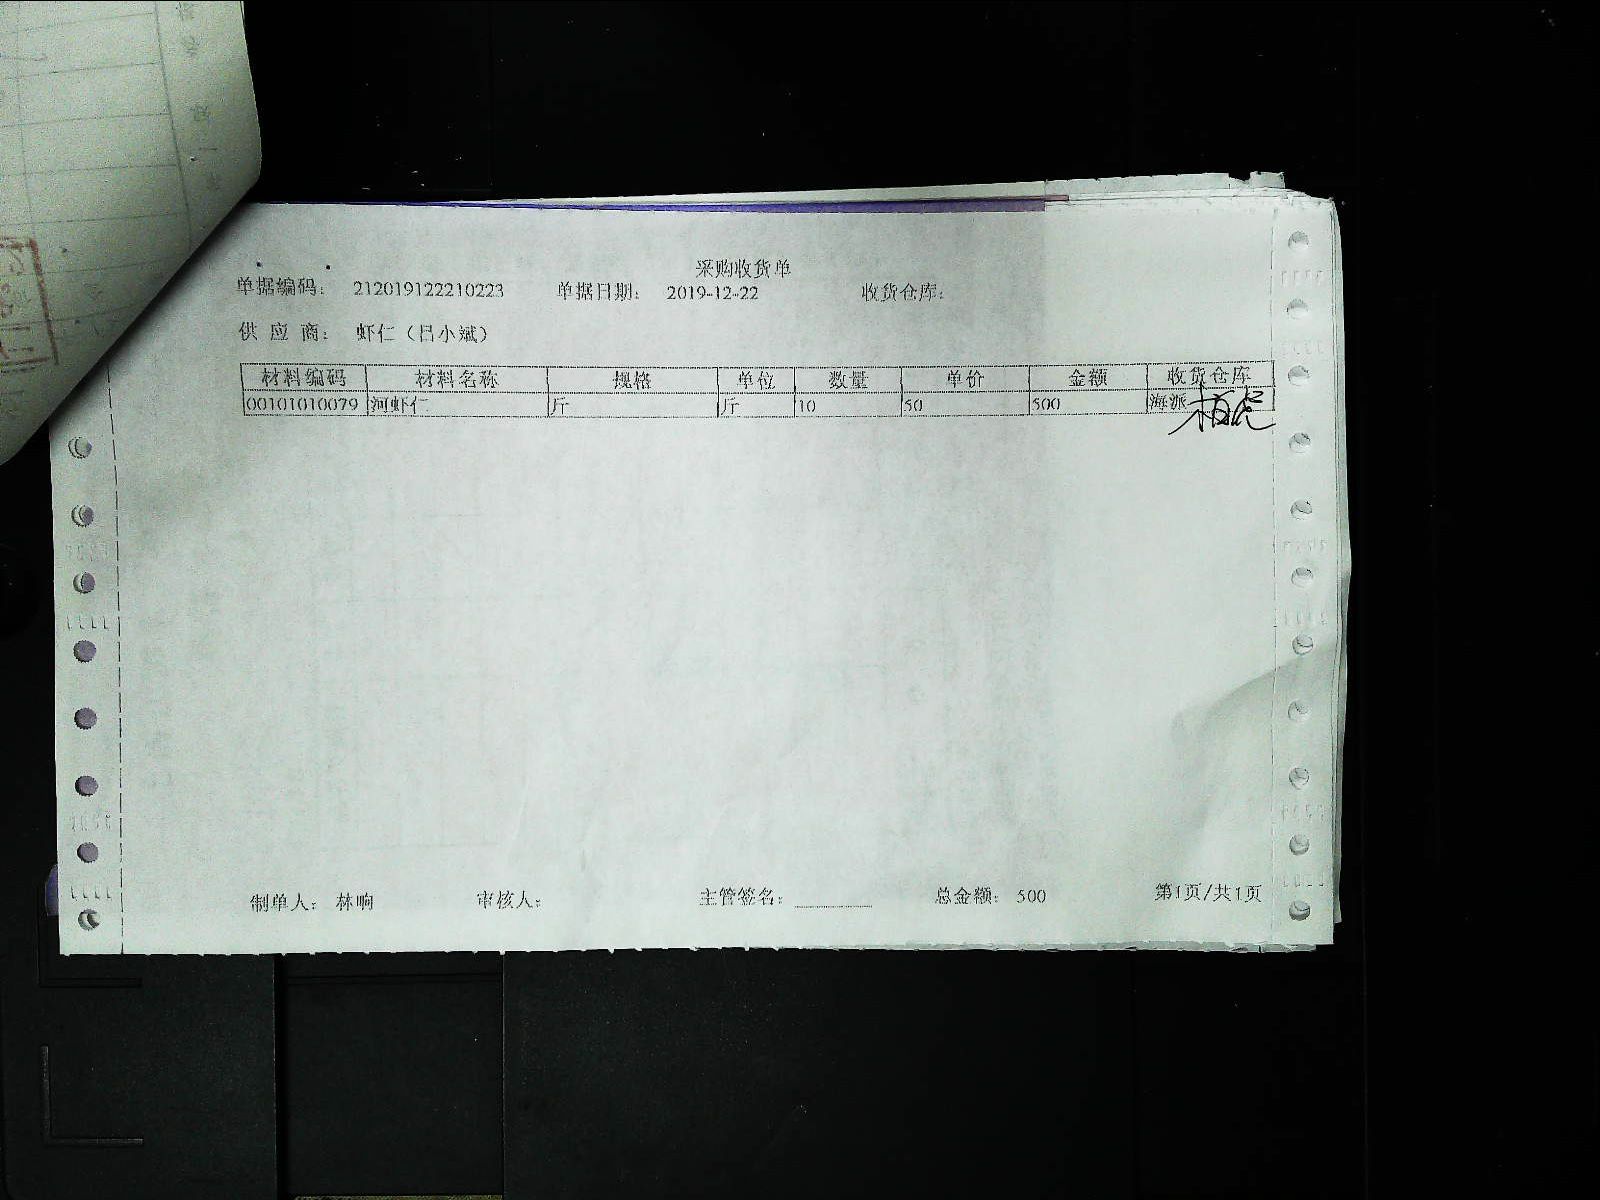 采购收货单
单据编码： 212019122210223 单据日期： 2019-12-22 收货仓库：
供 应 商： 虾仁（吕小斌）
材料编码 材料名称 规格 单位 数量 单价 金额 收货仓库
00101010079 河虾仁 斤 斤 10 50 500 海派
制单人： 林响 审核人： 主管签名： 总金额： 500 第1页/共1页